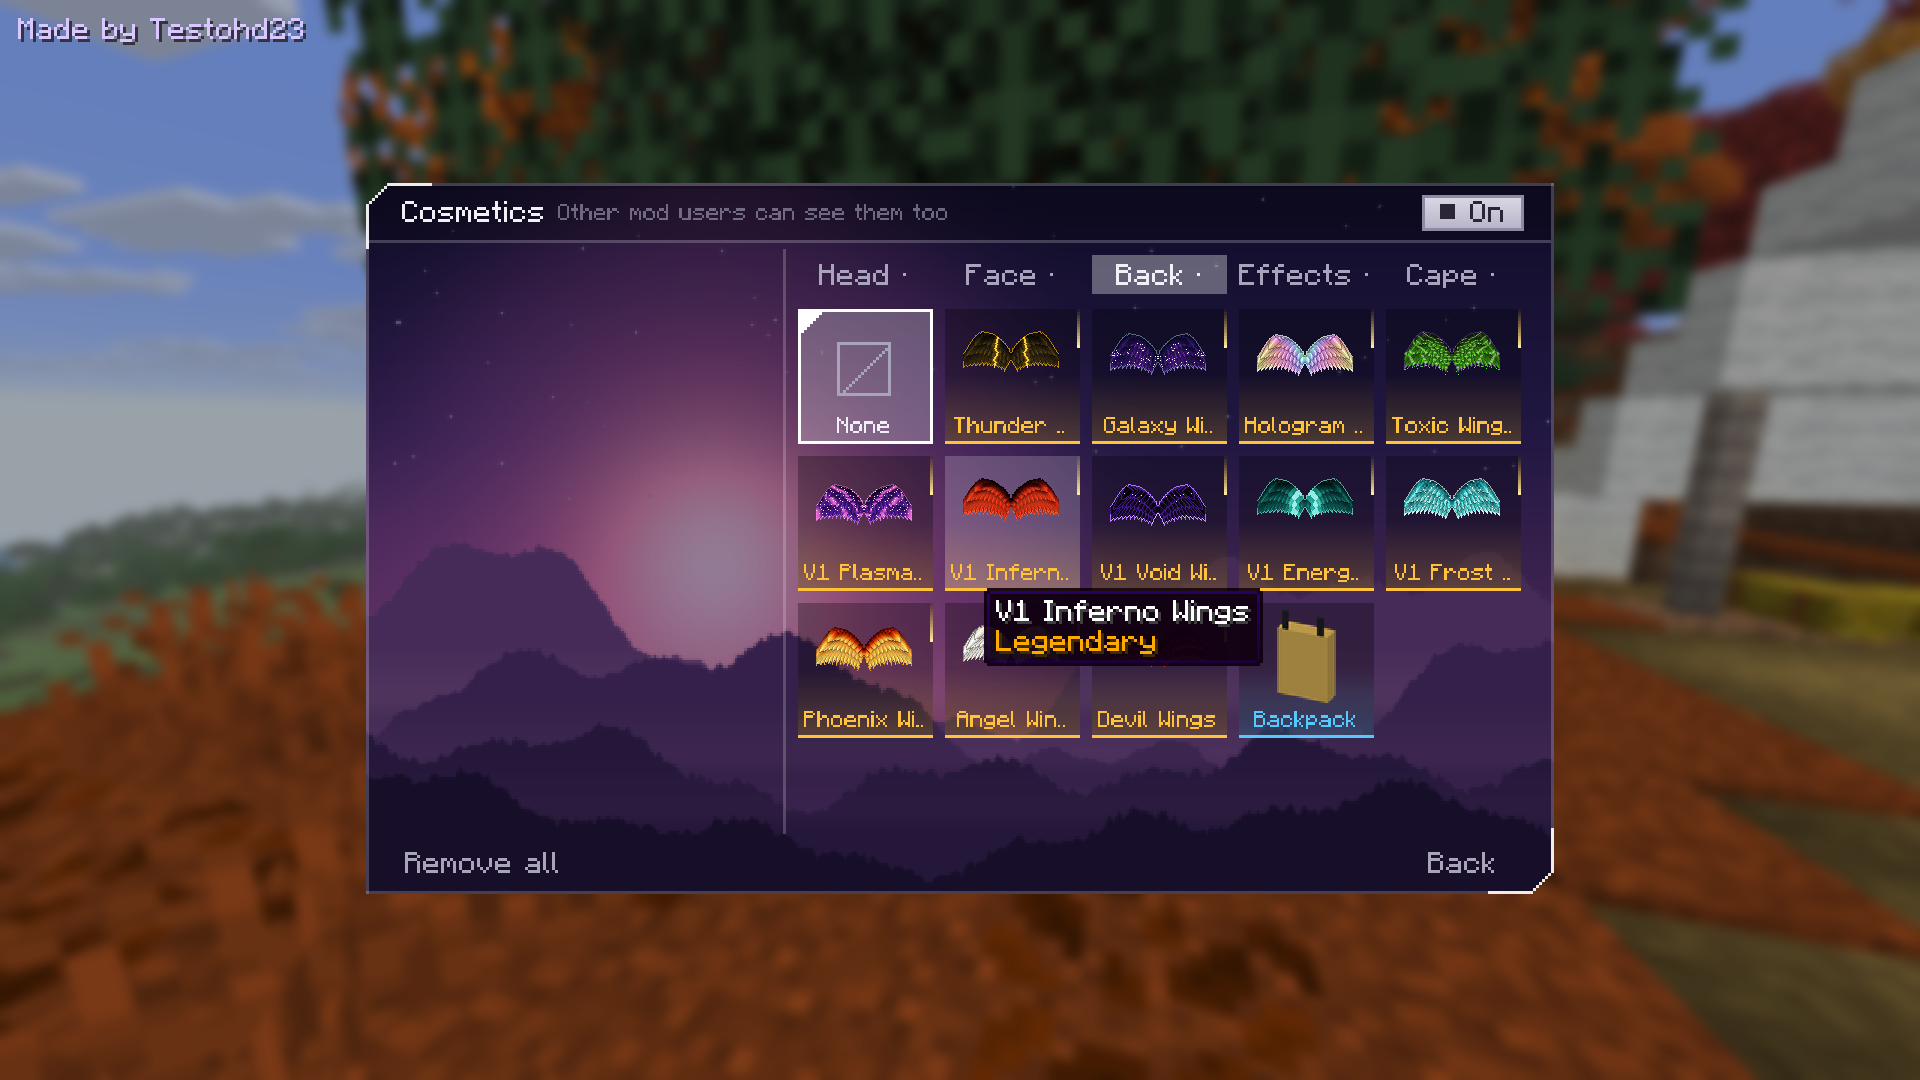 Made by Testohd23
Cosmetics Other mod users can see them too
On
Head · Face · Back · Effects · Cape ·
None Thunder .. Galaxy Wi.. Hologram .. Toxic Wing..
V1 Plasma.. V1 Infern.. V1 Void Wi.. V1 Energ.. V1 Frost ..
V1 Inferno Wings
Legendary
Phoenix Wi.. Angel Win.. Devil Wings Backpack
Remove all Back